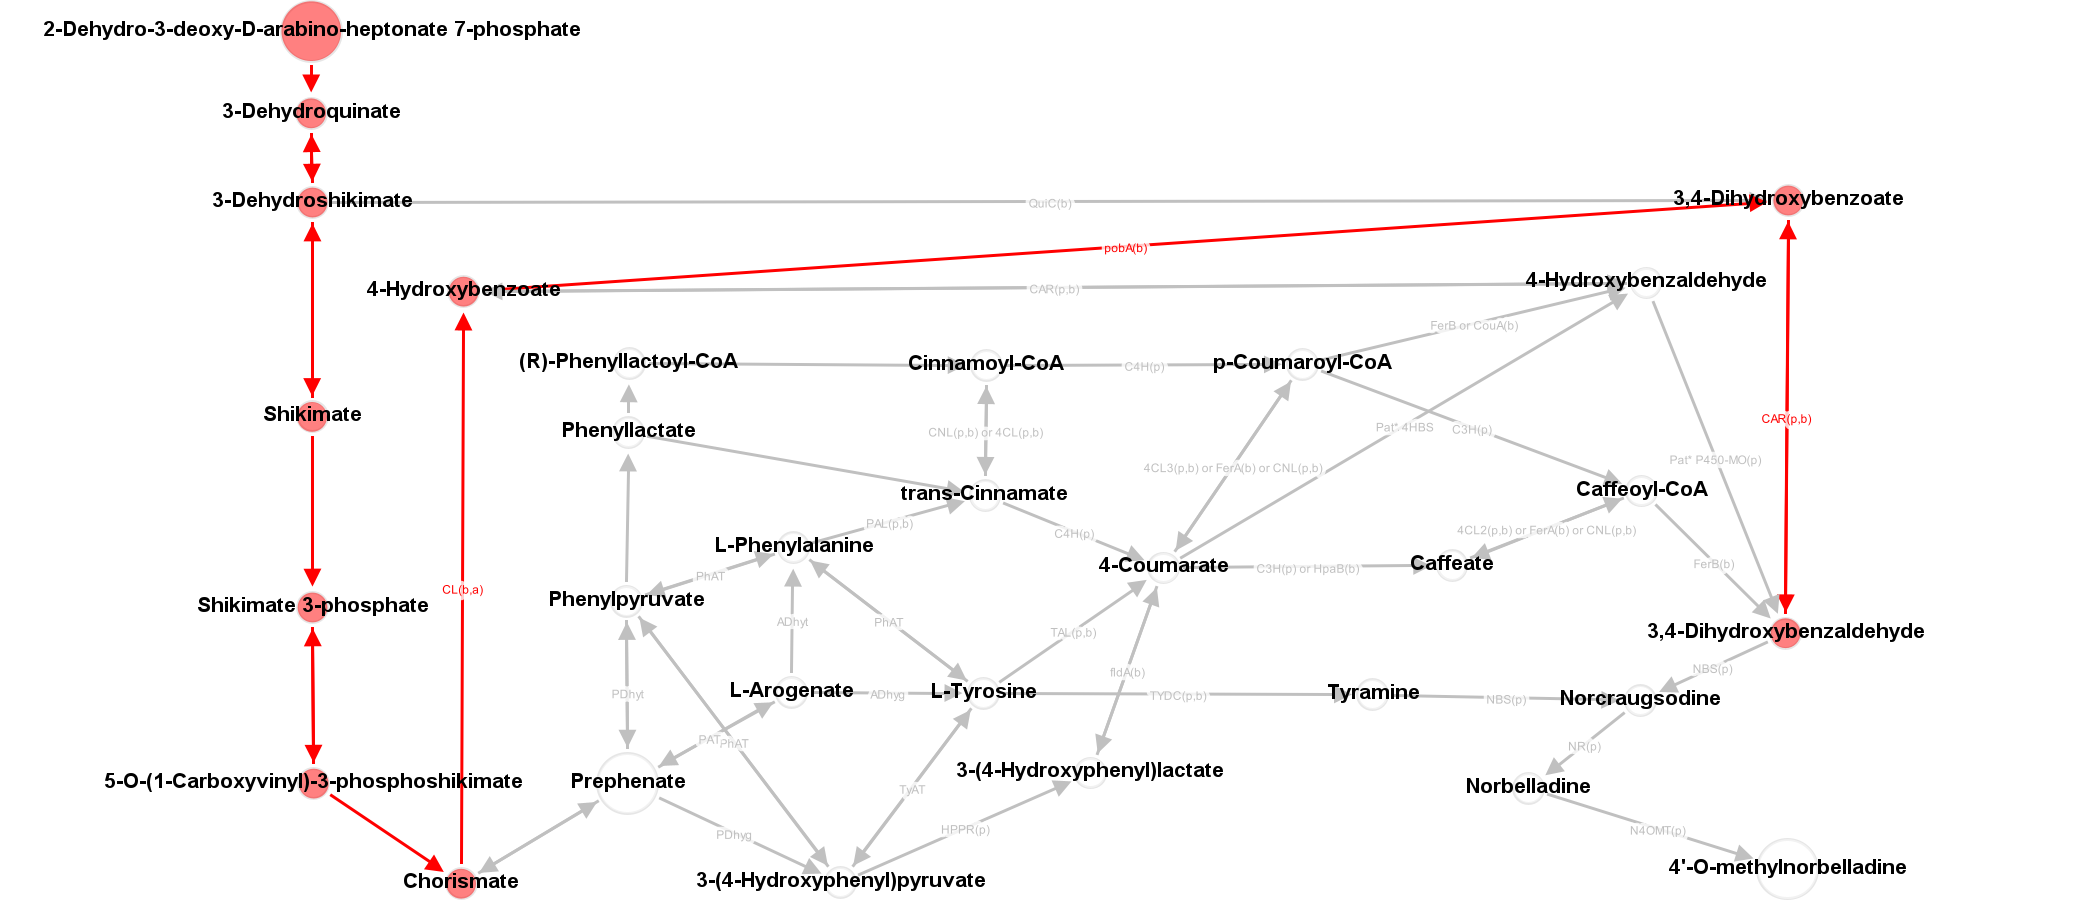 2-Dehydro-3-deoxy-D-arabino-heptonate 7-phosphate
3-Dehydroquinate
3-Dehydroshikimate
QuiC(b)
3,4-Dihydroxybenzoate
pobA(b)
4-Hydroxybenzoate
CAR(p,b)
4-Hydroxybenzaldehyde
FerB or CouA(b)
(R)-Phenyllactoyl-CoA
Cinnamoyl-CoA
C4H(p)
p-Coumaroyl-CoA
Shikimate
Phenyllactate
CNL(p,b) or 4CL(p,b)
Pat* 4HBS
C3H(p)
CAR(p,b)
4CL3(p,b) or FerA(b) or CNL(p,b)
Pat* P450-MO(p)
trans-Cinnamate
Caffeoyl-CoA
PAL(p,b)
C4H(p)
4CL2(p,b) or FerA(b) or CNL(p,b)
L-Phenylalanine
4-Coumarate
C3H(p) or HpaB(b)
Caffeate
FerB(b)
PhAT
CL(b,a)
Shikimate 3-phosphate
Phenylpyruvate
ADhyt
PhAT
TAL(p,b)
3,4-Dihydroxybenzaldehyde
fldA(b)
NBS(p)
PDhyt
L-Arogenate
ADhyg
L-Tyrosine
TYDC(p,b)
Tyramine
NBS(p)
Norcraugsodine
PAT
PhAT
NR(p)
5-O-(1-Carboxyvinyl)-3-phosphoshikimate
Prephenate
TyAT
3-(4-Hydroxyphenyl)lactate
Norbelladine
PDhyg
HPPR(p)
N4OMT(p)
Chorismate
3-(4-Hydroxyphenyl)pyruvate
4'-O-methylnorbelladine